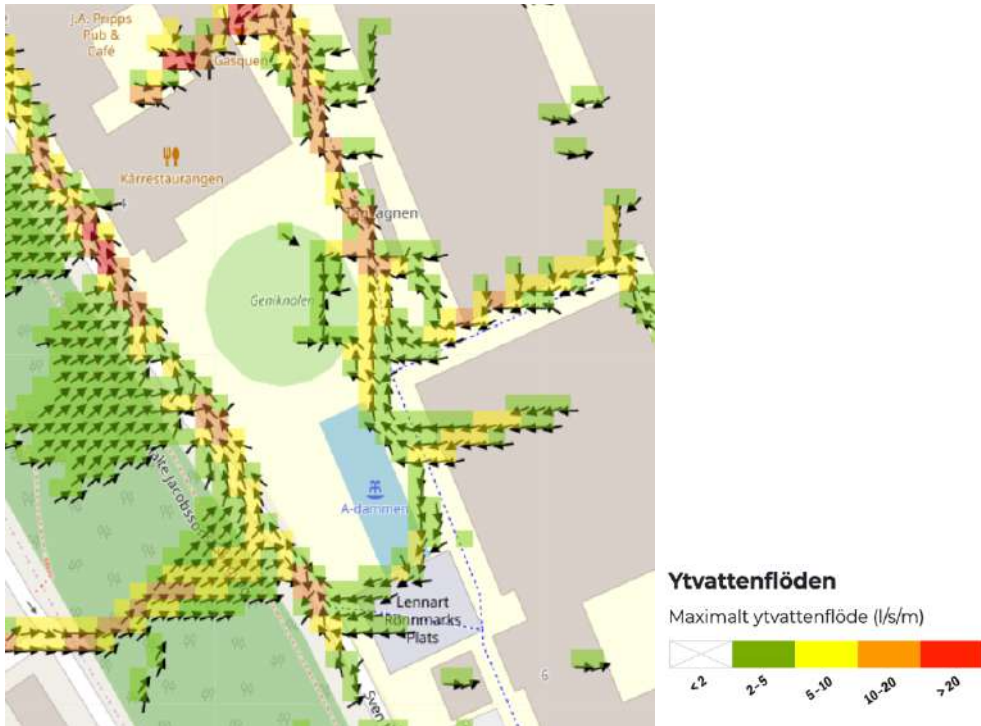 J.A. Pripps
Pub &
Café
Gasquen
Kårrestaurangen
Geniknölen
A-dammen
Lennart
Rönnmarks
Plats
6
Ytvattenflöden
Maximalt ytvattenflöde (l/s/m)
< 2
2-5
5-10
10-20
> 20